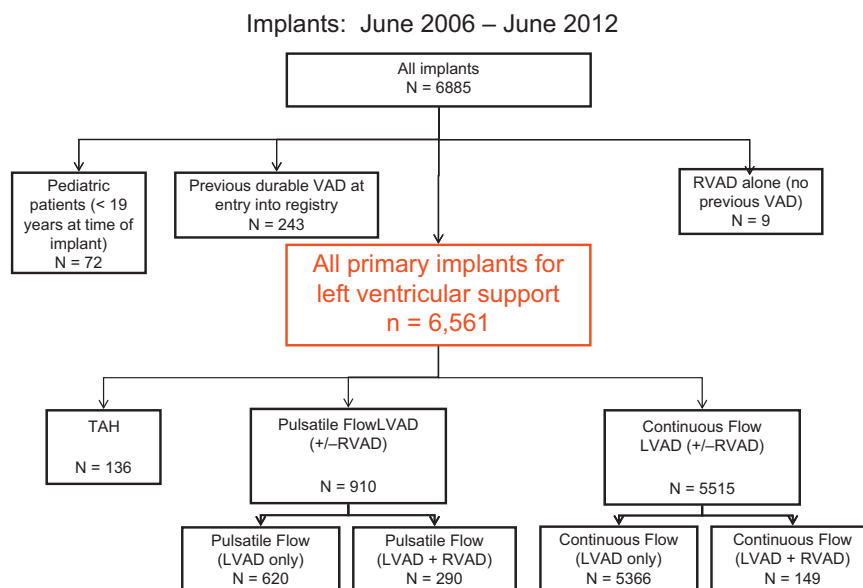 Implants: June 2006 – June 2012
All implants
N = 6885
Pediatric
patients (< 19
years at time of
implant)
N = 72
Previous durable VAD at
entry into registry
N = 243
RVAD alone (no
previous VAD)
N = 9
All primary implants for
left ventricular support
n = 6,561
TAH
N = 136
Pulsatile FlowLVAD
(+/–RVAD)
N = 910
Continuous Flow
LVAD (+/–RVAD)
N = 5515
Pulsatile Flow
(LVAD only)
N = 620
Pulsatile Flow
(LVAD + RVAD)
N = 290
Continuous Flow
(LVAD only)
N = 5366
Continuous Flow
(LVAD + RVAD)
N = 149